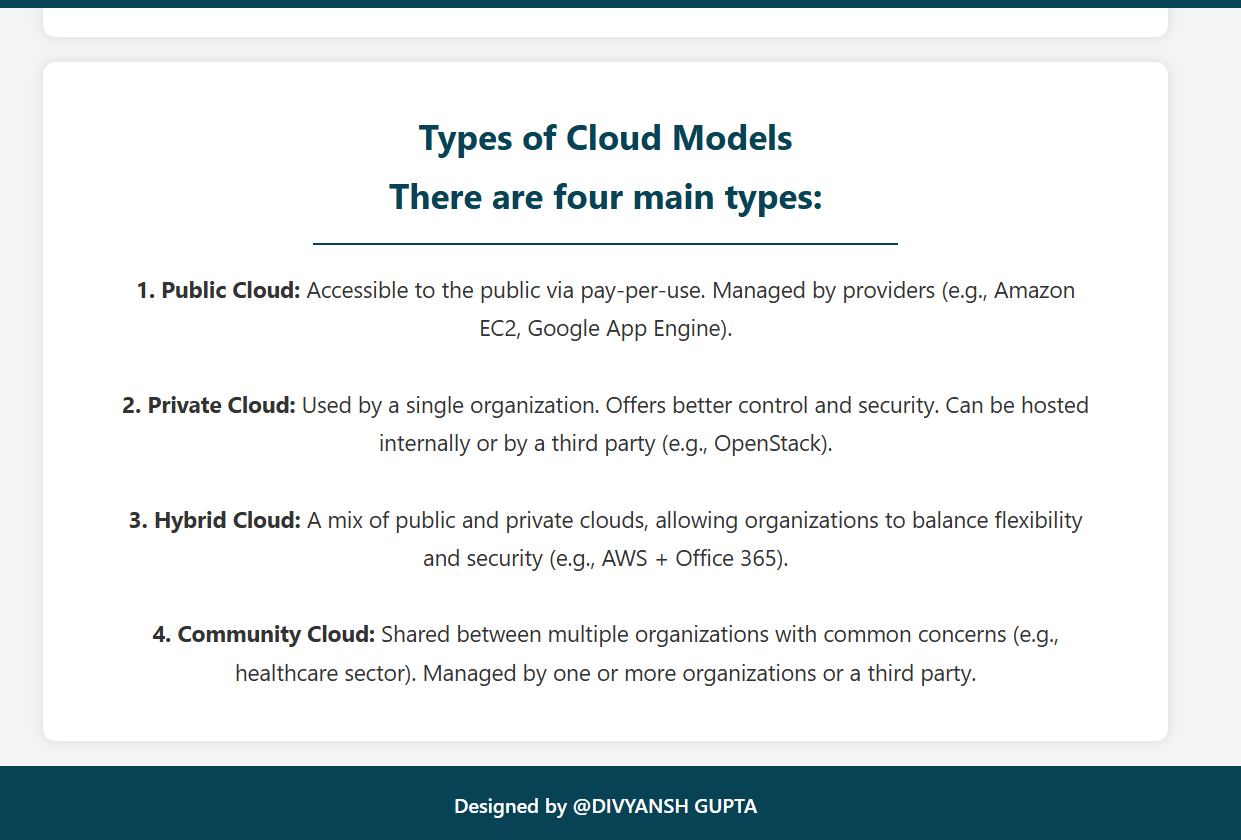 Types of Cloud Models
There are four main types:
1. Public Cloud: Accessible to the public via pay-per-use. Managed by providers (e.g., Amazon
EC2, Google App Engine).
2. Private Cloud: Used by a single organization. Offers better control and security. Can be hosted
internally or by a third party (e.g., OpenStack).
3. Hybrid Cloud: A mix of public and private clouds, allowing organizations to balance flexibility
and security (e.g., AWS + Office 365).
4. Community Cloud: Shared between multiple organizations with common concerns (e.g.,
healthcare sector). Managed by one or more organizations or a third party.
Designed by @DIVYANSH GUPTA